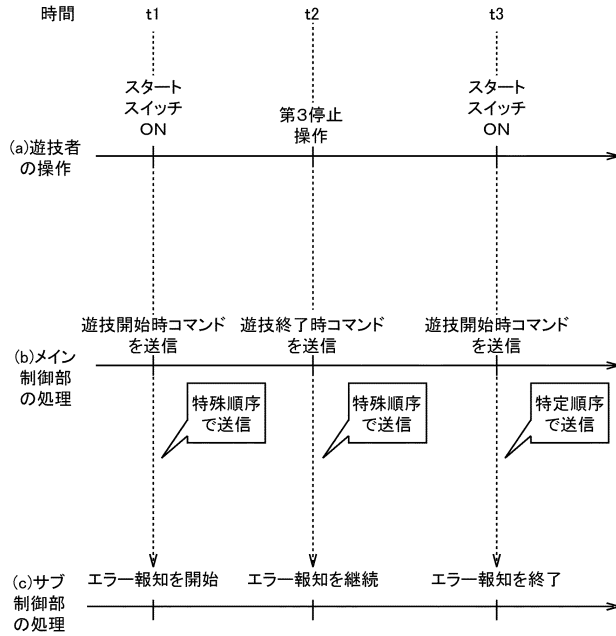 時間
t1
t2
t3
スタート
スイッチ
ON
第3停止
操作
スタート
スイッチ
ON
(a)遊技者
の操作
遊技開始時コマンド
を送信
遊技終了時コマンド
を送信
遊技開始時コマンド
を送信
(b)メイン
制御部
の処理
特殊順序
で送信
特殊順序
で送信
特定順序
で送信
(c)サブ
制御部
の処理
エラー報知を開始
エラー報知を継続
エラー報知を終了